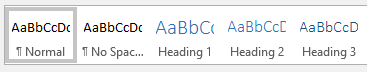 AaBbCcDc AaBbCcDc AaBbCc AaBbCcD AaBbCcD
¶ Normal ¶ No Spac... Heading 1 Heading 2 Heading 3